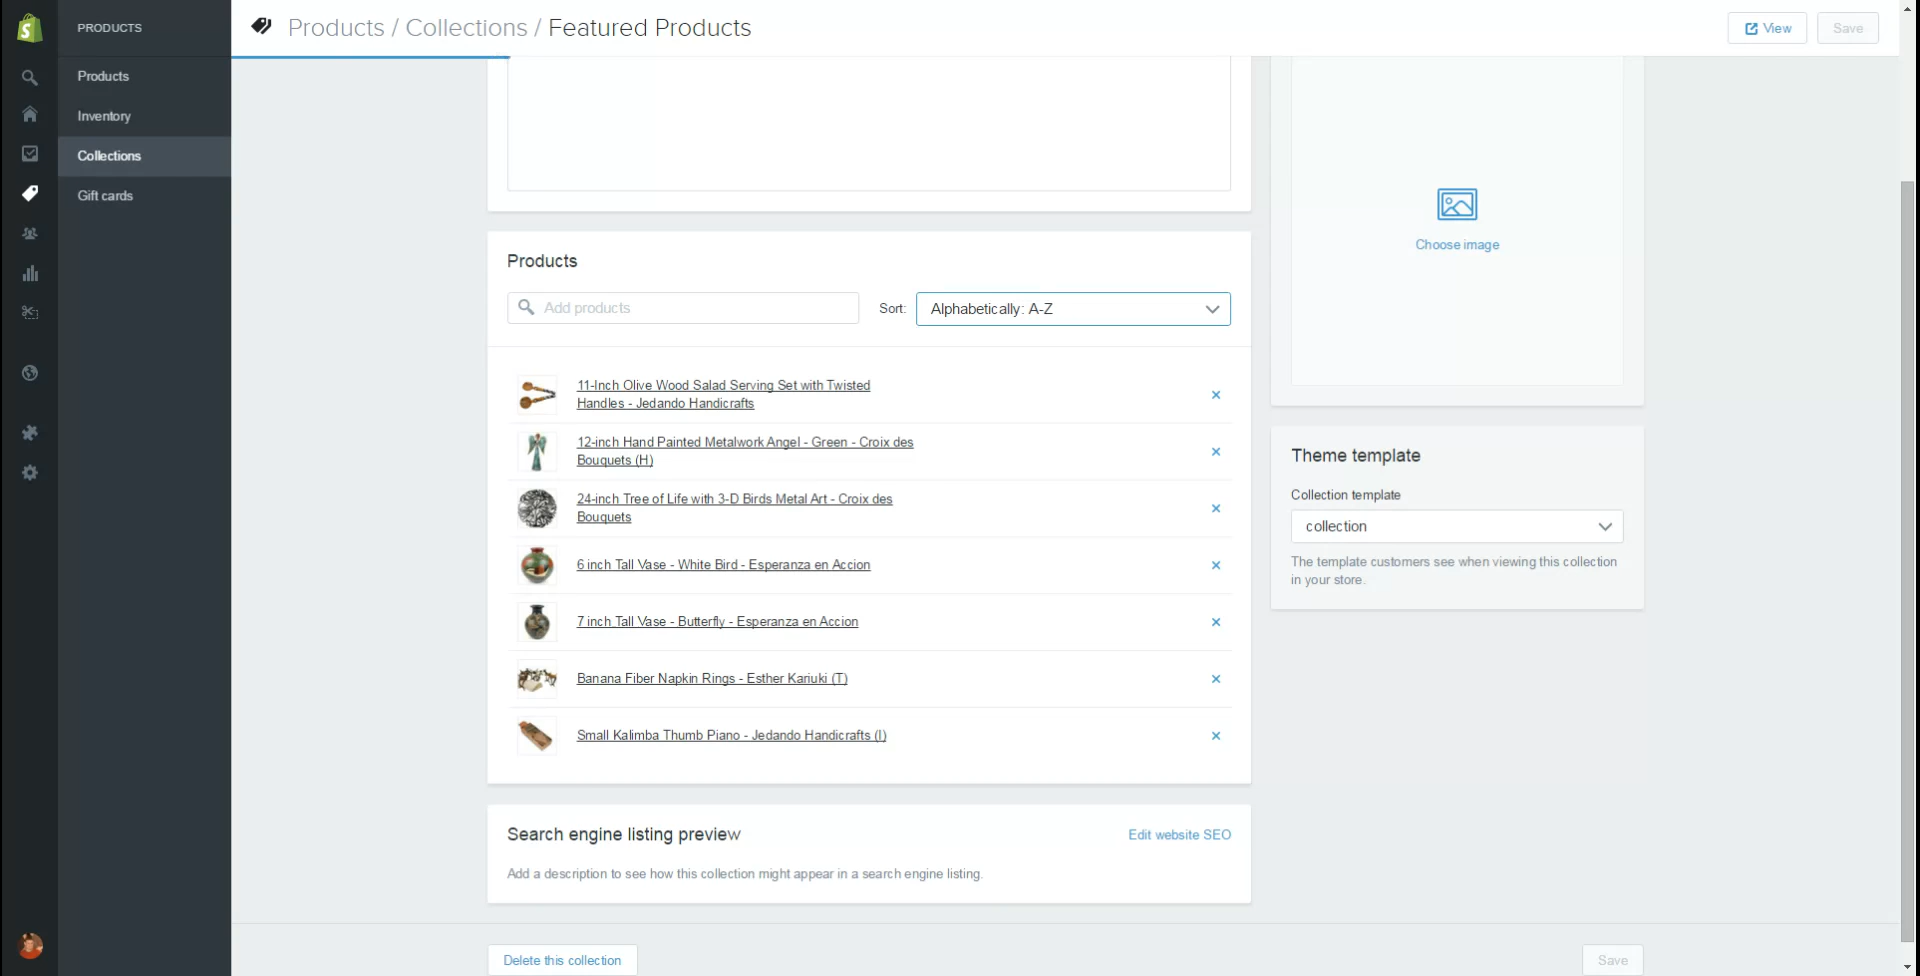 PRODUCTS
Products
Inventory
Collections
Gift cards
Products / Collections / Featured Products
View
Save
Products
Add products
Sort:
Alphabetically: A-Z
11-Inch Olive Wood Salad Serving Set with Twisted
Handles - Jedando Handicrafts
12-inch Hand Painted Metalwork Angel - Green - Croix des
Bouquets (H)
24-inch Tree of Life with 3-D Birds Metal Art - Croix des
Bouquets
6 inch Tall Vase - White Bird - Esperanza en Accion
7 inch Tall Vase - Butterfly - Esperanza en Accion
Banana Fiber Napkin Rings - Esther Kariuki (T)
Small Kalimba Thumb Piano - Jedando Handicrafts (I)
Search engine listing preview
Edit website SEO
Add a description to see how this collection might appear in a search engine listing.
Delete this collection
Choose image
Theme template
Collection template
collection
The template customers see when viewing this collection
in your store.
Save